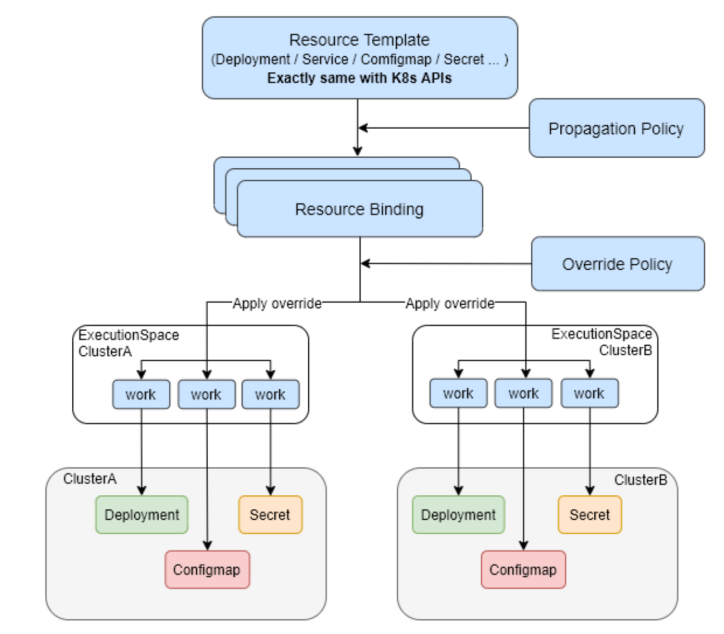 Resource Template
(Deployment / Service / Comfigmap / Secret ... )
Exactly same with K8s APIs
Propagation Policy
Resource Binding
Override Policy
Apply override
Apply override
ExecutionSpace
ClusterA
work
work
work
ExecutionSpace
ClusterB
work
work
work
ClusterA
Deployment
Secret
Configmap
ClusterB
Deployment
Secret
Configmap